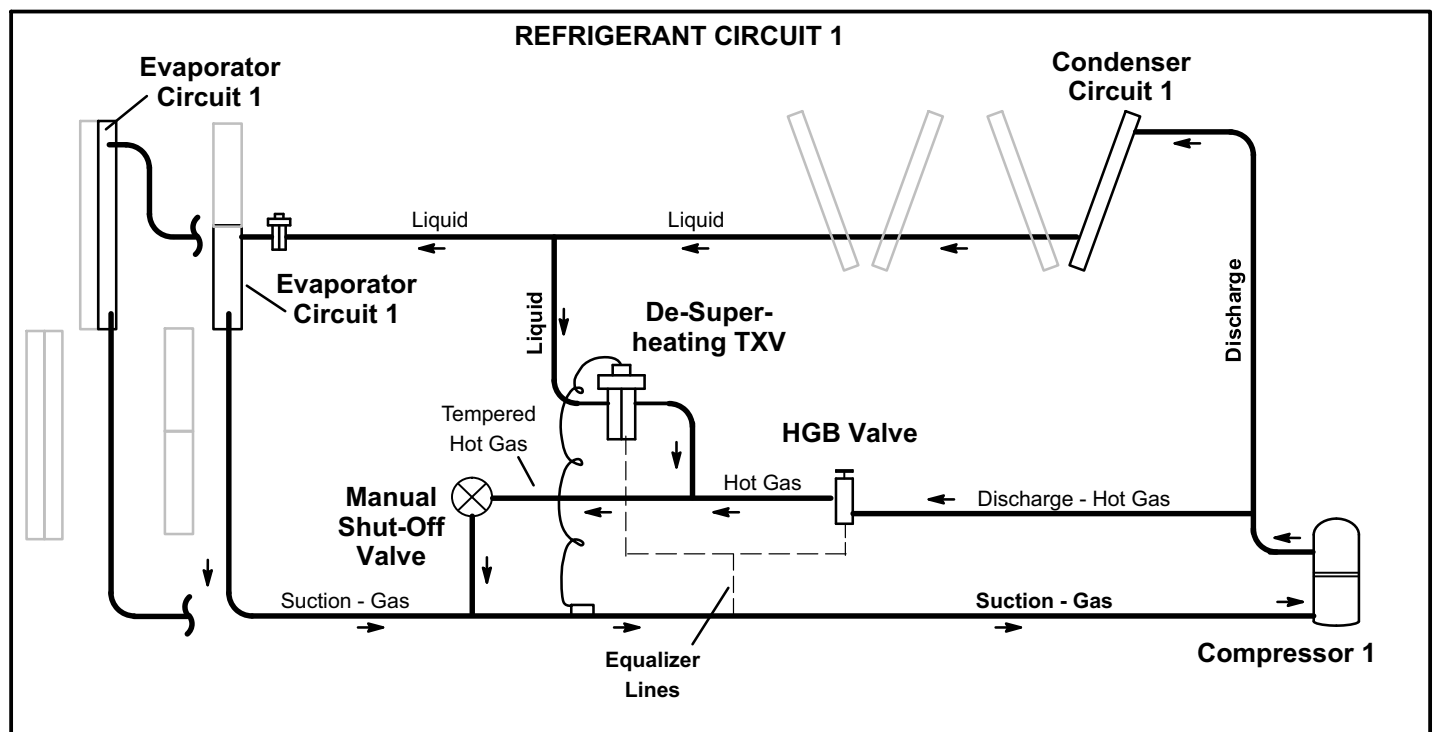 REFRIGERANT CIRCUIT 1
Evaporator
Circuit 1
Condenser
Circuit 1
Liquid
Liquid
Evaporator
Circuit 1
Liquid
De-Super-
heating TXV
Discharge
Tempered
Hot Gas
HGB Valve
Manual
Shut-Off
Valve
Hot Gas
Discharge - Hot Gas
Suction - Gas
Suction - Gas
Equalizer
Lines
Compressor 1